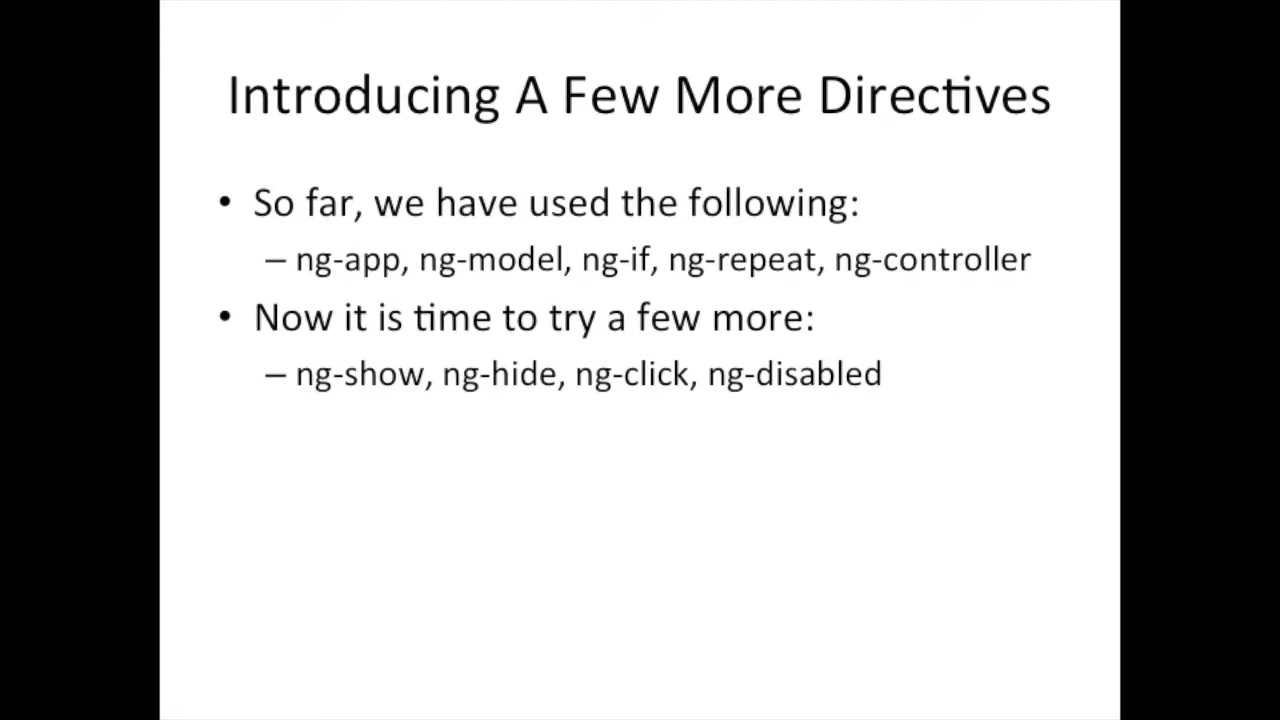 Introducing A Few More Directives
• So far, we have used the following:
– ng-app, ng-model, ng-if, ng-repeat, ng-controller
• Now it is time to try a few more:
– ng-show, ng-hide, ng-click, ng-disabled